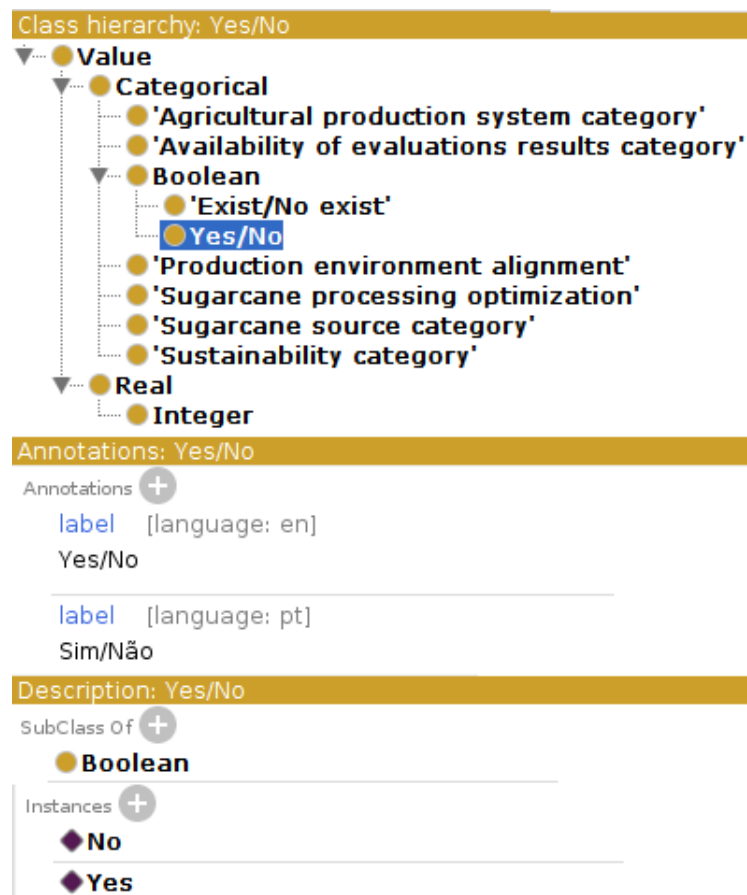 Class hierarchy: Yes/No
Value
Categorical
'Agricultural production system category'
'Availability of evaluations results category'
Boolean
'Exist/No exist'
Yes/No
'Production environment alignment'
'Sugarcane processing optimization'
'Sugarcane source category'
'Sustainability category'
Real
Integer
Annotations: Yes/No
Annotations
label [language: en]
Yes/No
label [language: pt]
Sim/Não
Description: Yes/No
SubClass Of
Boolean
Instances
No
Yes